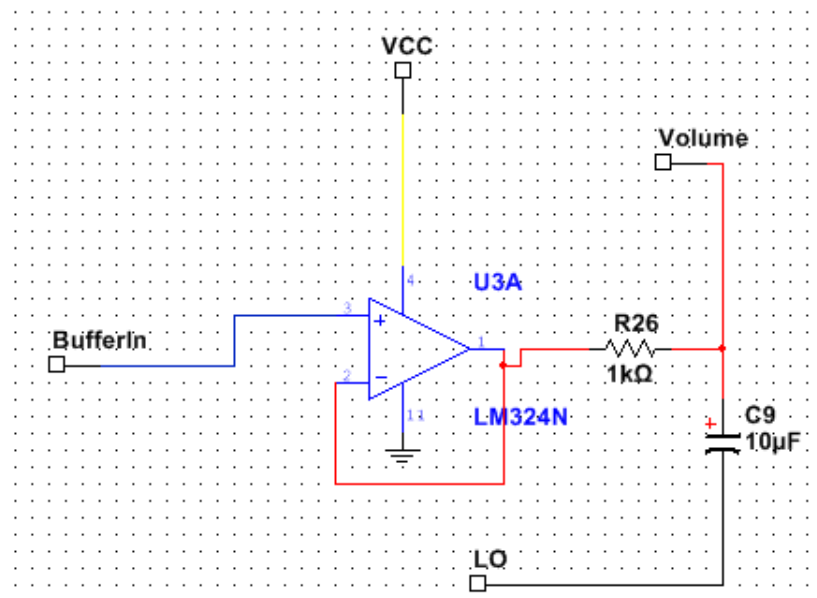 VCC
Volume
4
U3A
3
+
R26
BufferIn
1
1kΩ
2
−
11
LM324N
+
C9
10µF
LO